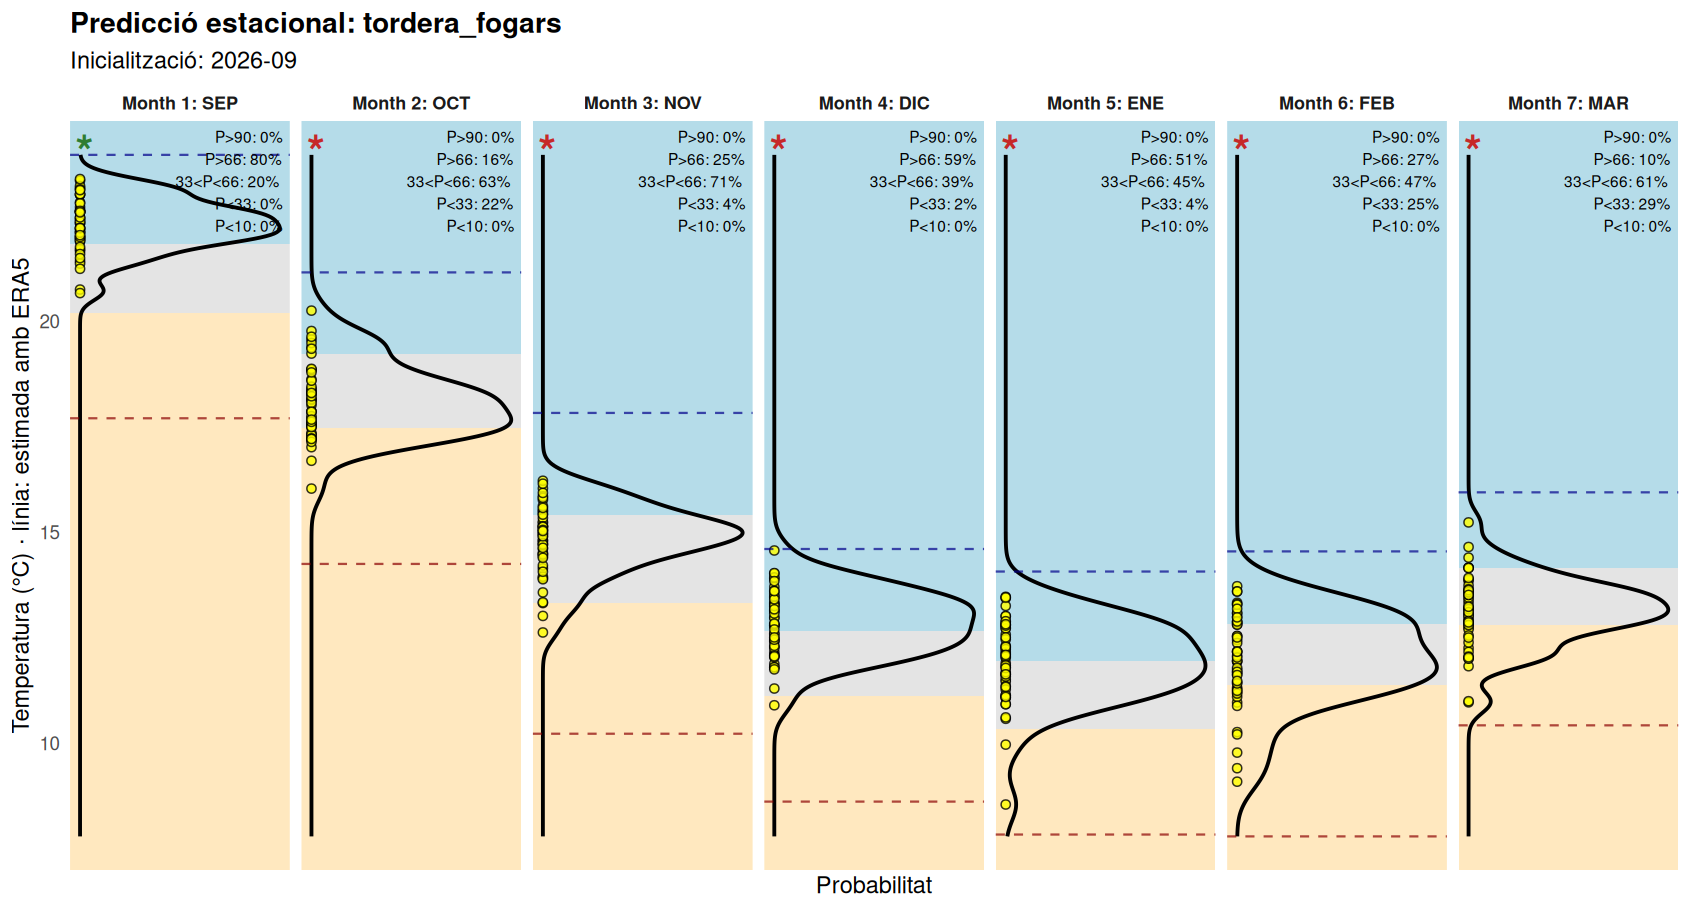 Predicció estacional: tordera_fogars
Inicialització: 2026-09
Month 1: SEP
Month 2: OCT
Month 3: NOV
Month 4: DIC
Month 5: ENE
Month 6: FEB
Month 7: MAR
*
P>90: 0%
P>66: 80%
33<P<66: 20%
P<33: 0%
P<10: 0%
*
P>90: 0%
P>66: 16%
33<P<66: 63%
P<33: 22%
P<10: 0%
*
P>90: 0%
P>66: 25%
33<P<66: 71%
P<33: 4%
P<10: 0%
*
P>90: 0%
P>66: 59%
33<P<66: 39%
P<33: 2%
P<10: 0%
*
P>90: 0%
P>66: 51%
33<P<66: 45%
P<33: 4%
P<10: 0%
*
P>90: 0%
P>66: 27%
33<P<66: 47%
P<33: 25%
P<10: 0%
*
P>90: 0%
P>66: 10%
33<P<66: 61%
P<33: 29%
P<10: 0%
20
15
10
Temperatura (°C) · línia: estimada amb ERA5
Probabilitat